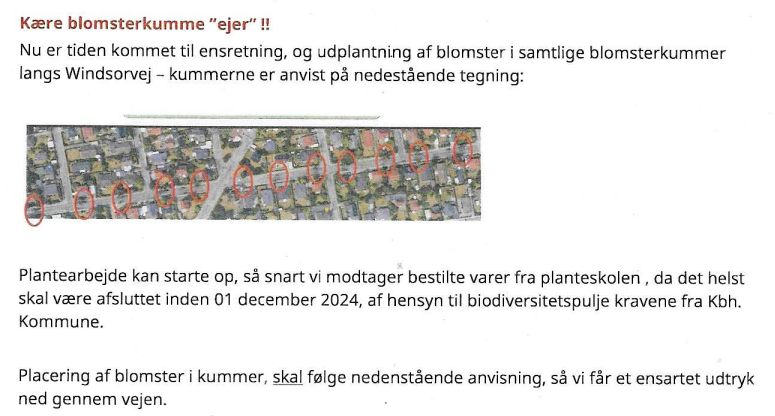 Kære blomsterkumme ”ejer” !!
Nu er tiden kommet til ensretning, og udplantning af blomster i samtlige blomsterkummer
langs Windsorvej – kummerne er anvist på nedestående tegning:
Plantearbejde kan starte op, så snart vi modtager bestilte varer fra planteskolen , da det helst
skal være afsluttet inden 01 december 2024, af hensyn til biodiversitetspulje kravene fra Kbh.
Kommune.
Placering af blomster i kummer, skal følge nedenstående anvisning, så vi får et ensartet udtryk
ned gennem vejen.